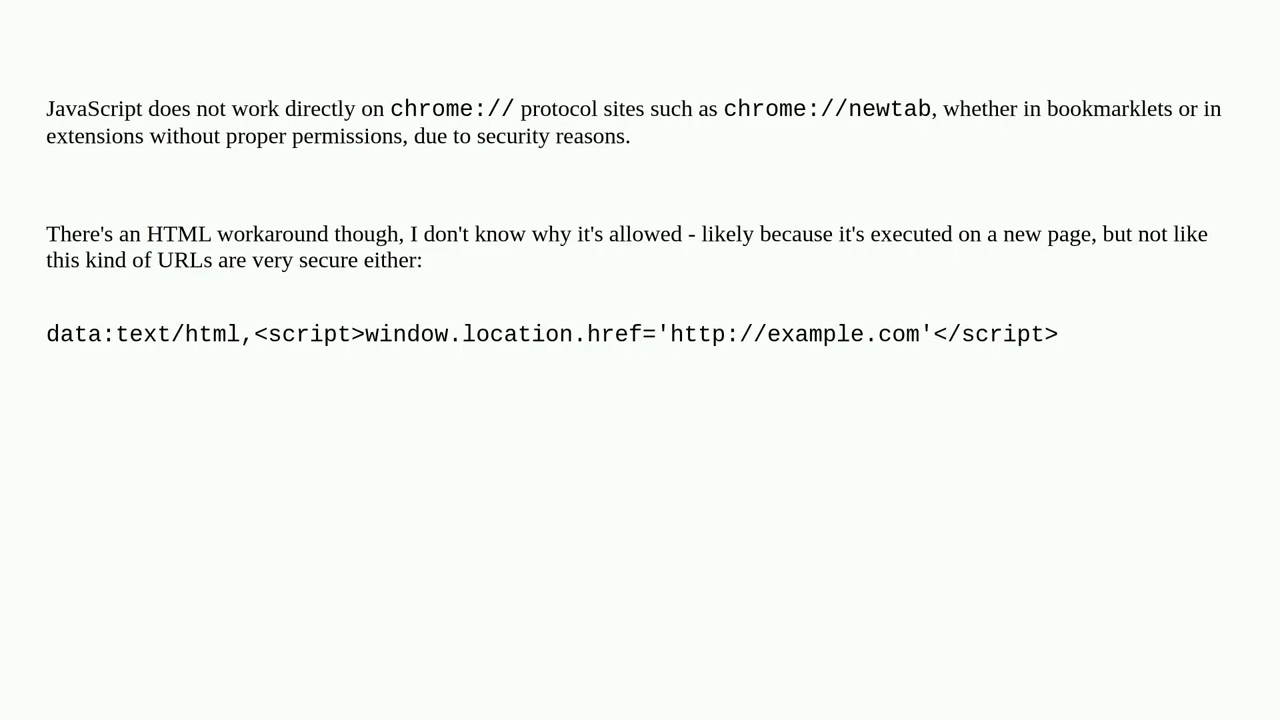 JavaScript does not work directly on chrome:// protocol sites such as chrome://newtab, whether in bookmarklets or in
extensions without proper permissions, due to security reasons.
There's an HTML workaround though, I don't know why it's allowed - likely because it's executed on a new page, but not like
this kind of URLs are very secure either:
data:text/html,<script>window.location.href='http://example.com'</script>